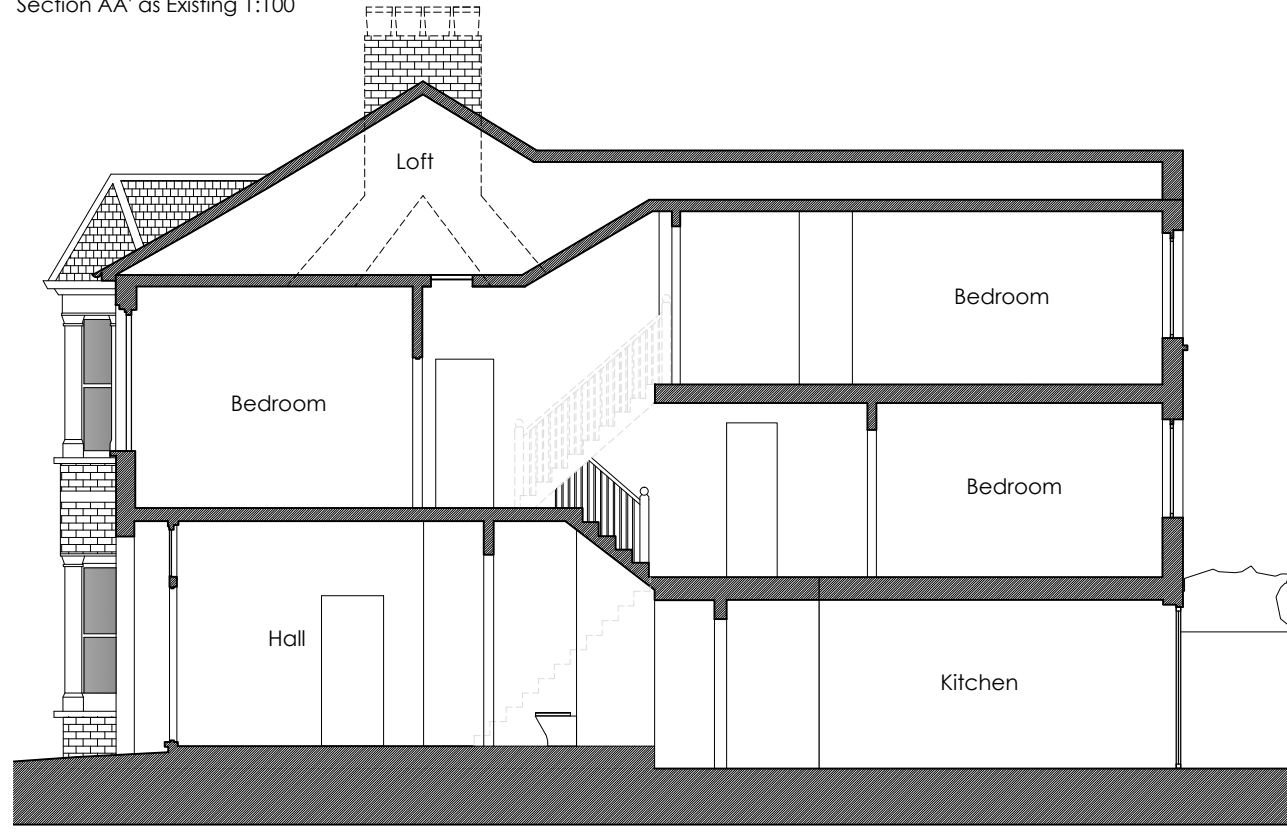 Section AA' as Existing 1:100
Loft
Bedroom
Bedroom
Bedroom
Hall
Kitchen